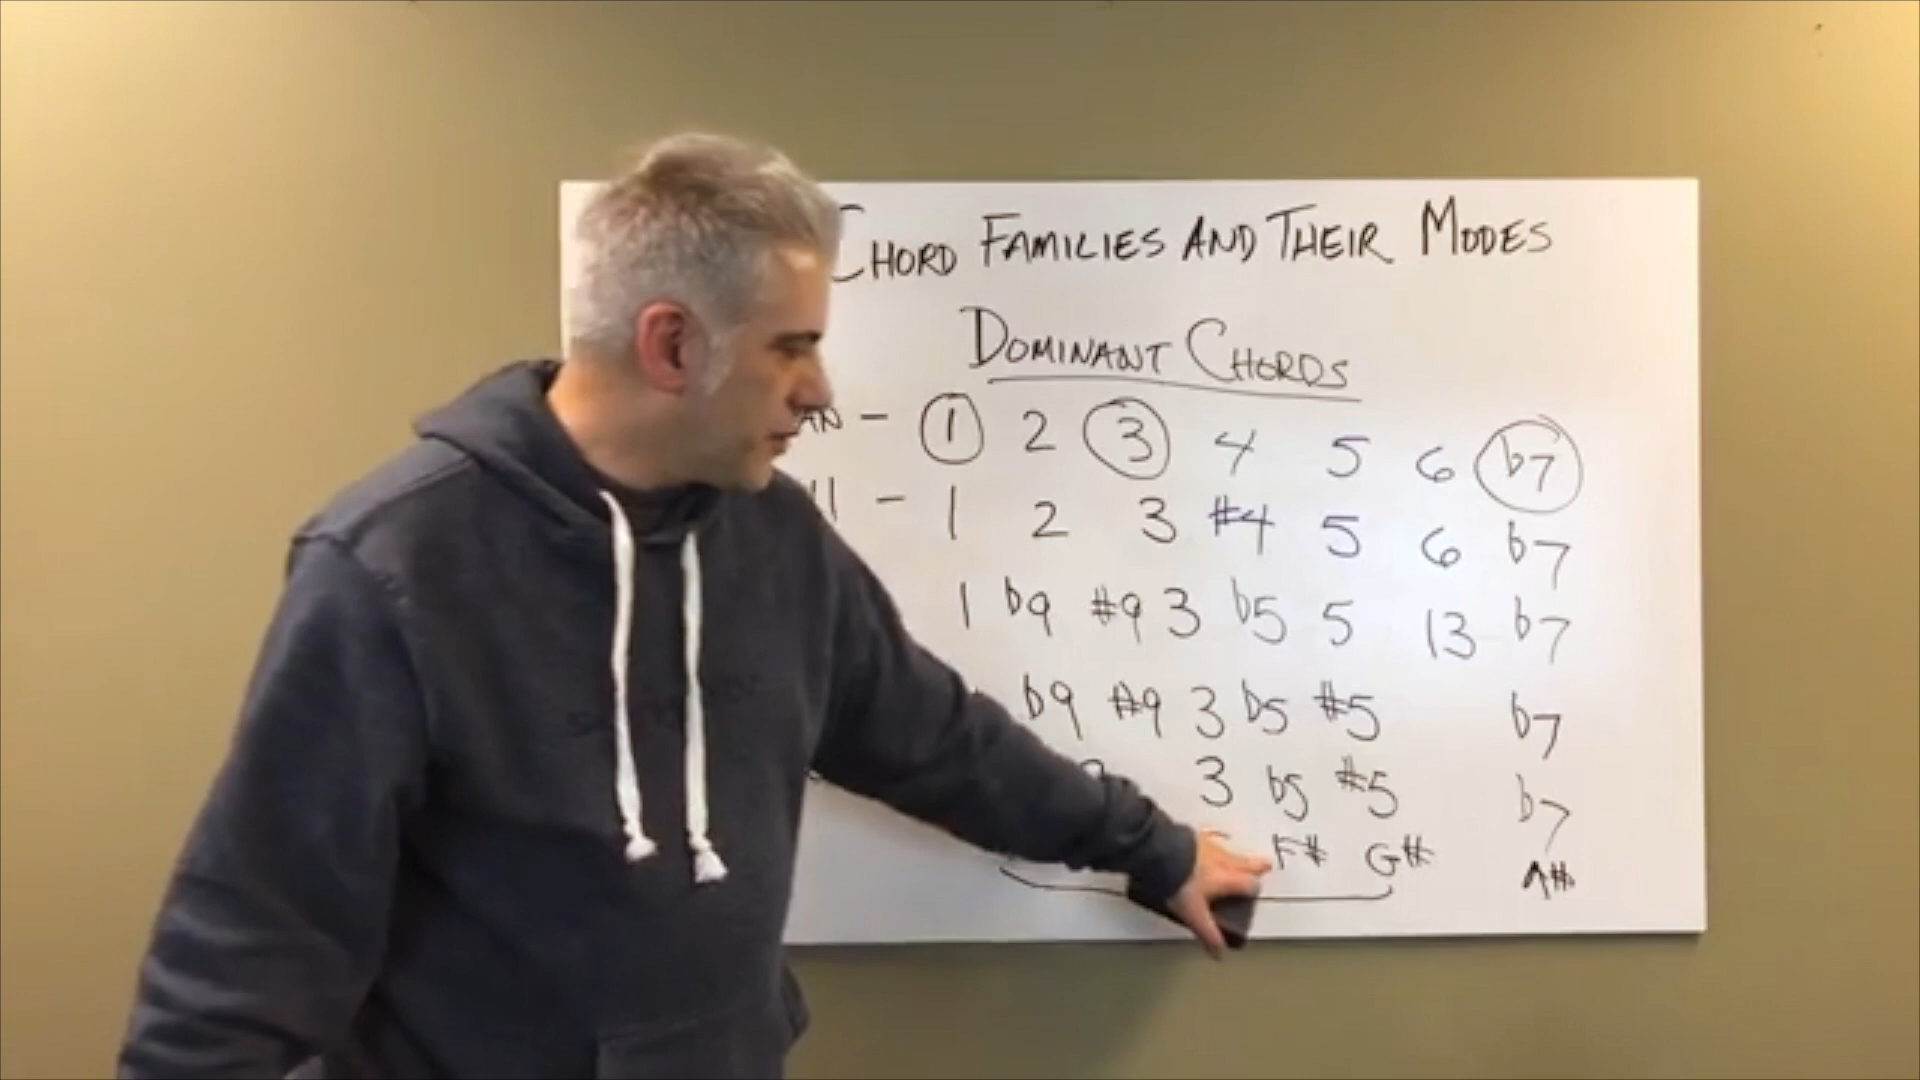 CHORD FAMILIES AND THEIR MODES
DOMINANT CHORDS
AN - 1 2 3 4 5 6 b7
- 1 2 3 #4 5 6 b7
1 b9 #9 3 b5 5 13 b7
b9 #9 3 b5 #5 b7
3 b5 #5 b7
F# G# A#